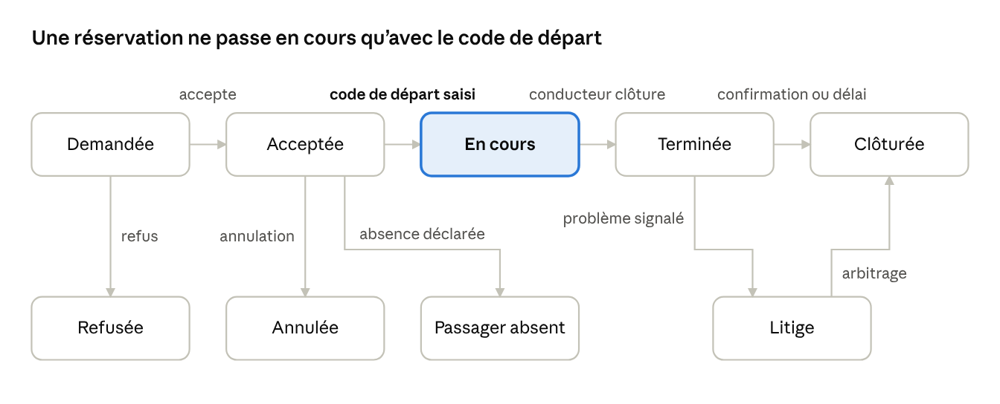 Une réservation ne passe en cours qu’avec le code de départ
accepte
code de départ saisi
conducteur clôture
confirmation ou délai
Demandée
Acceptée
En cours
Terminée
Clôturée
refus
annulation
absence déclarée
problème signalé
arbitrage
Refusée
Annulée
Passager absent
Litige